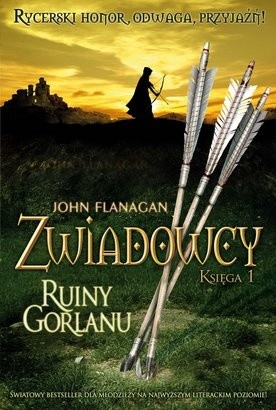 RYCERSKI HONOR, ODWAGA, PRZYJAŹŃ!
JOHN FLANAGAN
ZWIADOWCY
KSIĘGA 1
RUINY
GORLANU
ŚWIATOWY BESTSELLER DLA MŁODZIEŻY NA NAJWYŻSZYM LITERACKIM POZIOMIE!